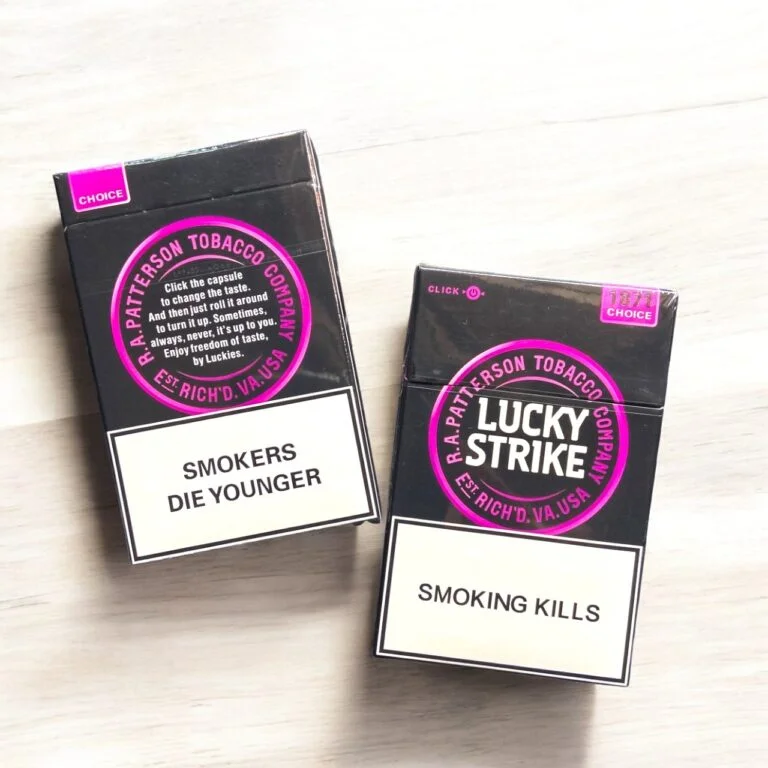 CHOICE
R.A.PATTERSON TOBACCO COMPANY
Click the capsule
to change the taste.
And then just roll it around
to turn it up. Sometimes,
always, never, it's up to you.
Enjoy freedom of taste,
by Luckies.
EST. RICH'D. VA. USA
SMOKERS
DIE YOUNGER
CLICK
CHOICE
R.A.PATTERSON TOBACCO COMPANY
LUCKY
STRIKE
EST. RICH'D. VA. USA
SMOKING KILLS